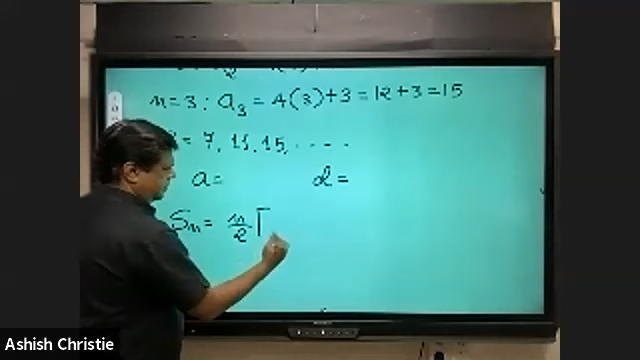 n=3 : a₃ = 4(3)+3 = 12+3 = 15
= 7, 11, 15, - - - -
a =
d =
Sn = n/2 [
Ashish Christie